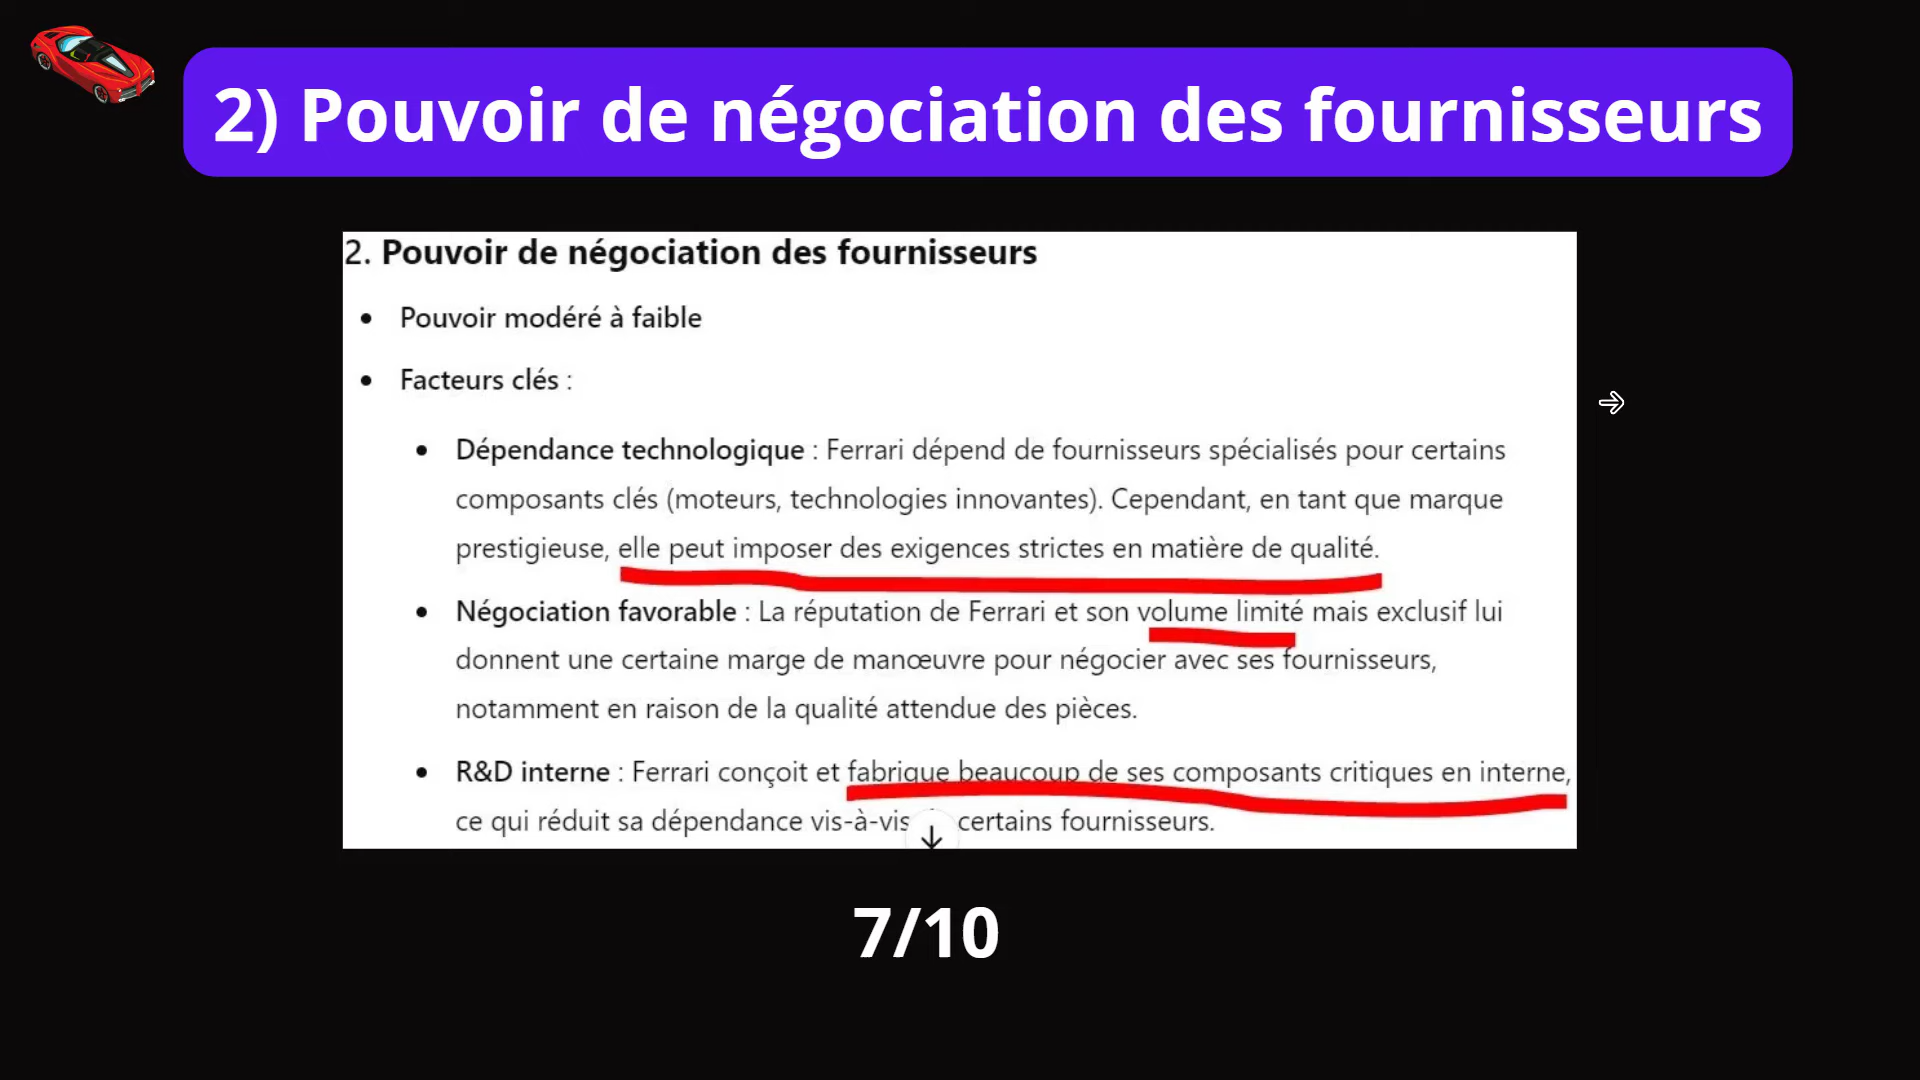 2) Pouvoir de négociation des fournisseurs
2. Pouvoir de négociation des fournisseurs
• Pouvoir modéré à faible
• Facteurs clés :
• Dépendance technologique : Ferrari dépend de fournisseurs spécialisés pour certains
composants clés (moteurs, technologies innovantes). Cependant, en tant que marque
prestigieuse, elle peut imposer des exigences strictes en matière de qualité.
• Négociation favorable : La réputation de Ferrari et son volume limité mais exclusif lui
donnent une certaine marge de manœuvre pour négocier avec ses fournisseurs,
notamment en raison de la qualité attendue des pièces.
• R&D interne : Ferrari conçoit et fabrique beaucoup de ses composants critiques en interne,
ce qui réduit sa dépendance vis-à-vis certains fournisseurs.
7/10